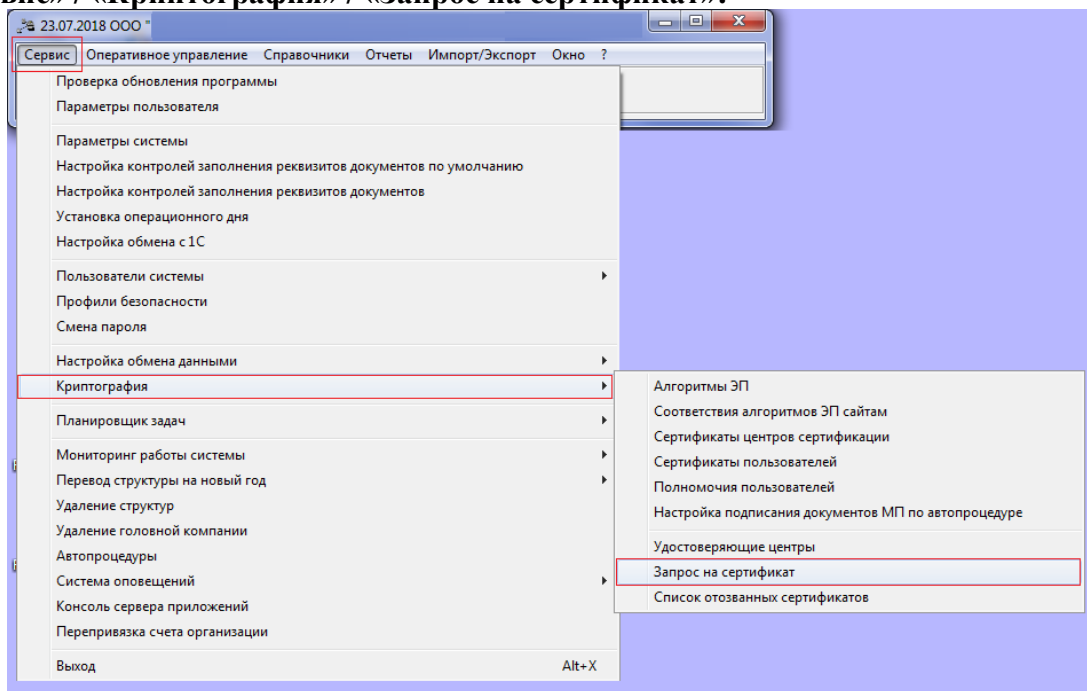 вис» / «Криптография» / «Запрос на сертификат».
23.07.2018 ООО "
Сервис Оперативное управление Справочники Отчеты Импорт/Экспорт Окно ?
Проверка обновления программы
Параметры пользователя
Параметры системы
Настройка контролей заполнения реквизитов документов по умолчанию
Настройка контролей заполнения реквизитов документов
Установка операционного дня
Настройка обмена с 1С
Пользователи системы
Профили безопасности
Смена пароля
Настройка обмена данными
Криптография
Планировщик задач
Мониторинг работы системы
Перевод структуры на новый год
Удаление структур
Удаление головной компании
Автопроцедуры
Система оповещений
Консоль сервера приложений
Перепривязка счета организации
Выход Alt+X
Алгоритмы ЭП
Соответствия алгоритмов ЭП сайтам
Сертификаты центров сертификации
Сертификаты пользователей
Полномочия пользователей
Настройка подписания документов МП по автопроцедуре
Удостоверяющие центры
Запрос на сертификат
Список отозванных сертификатов